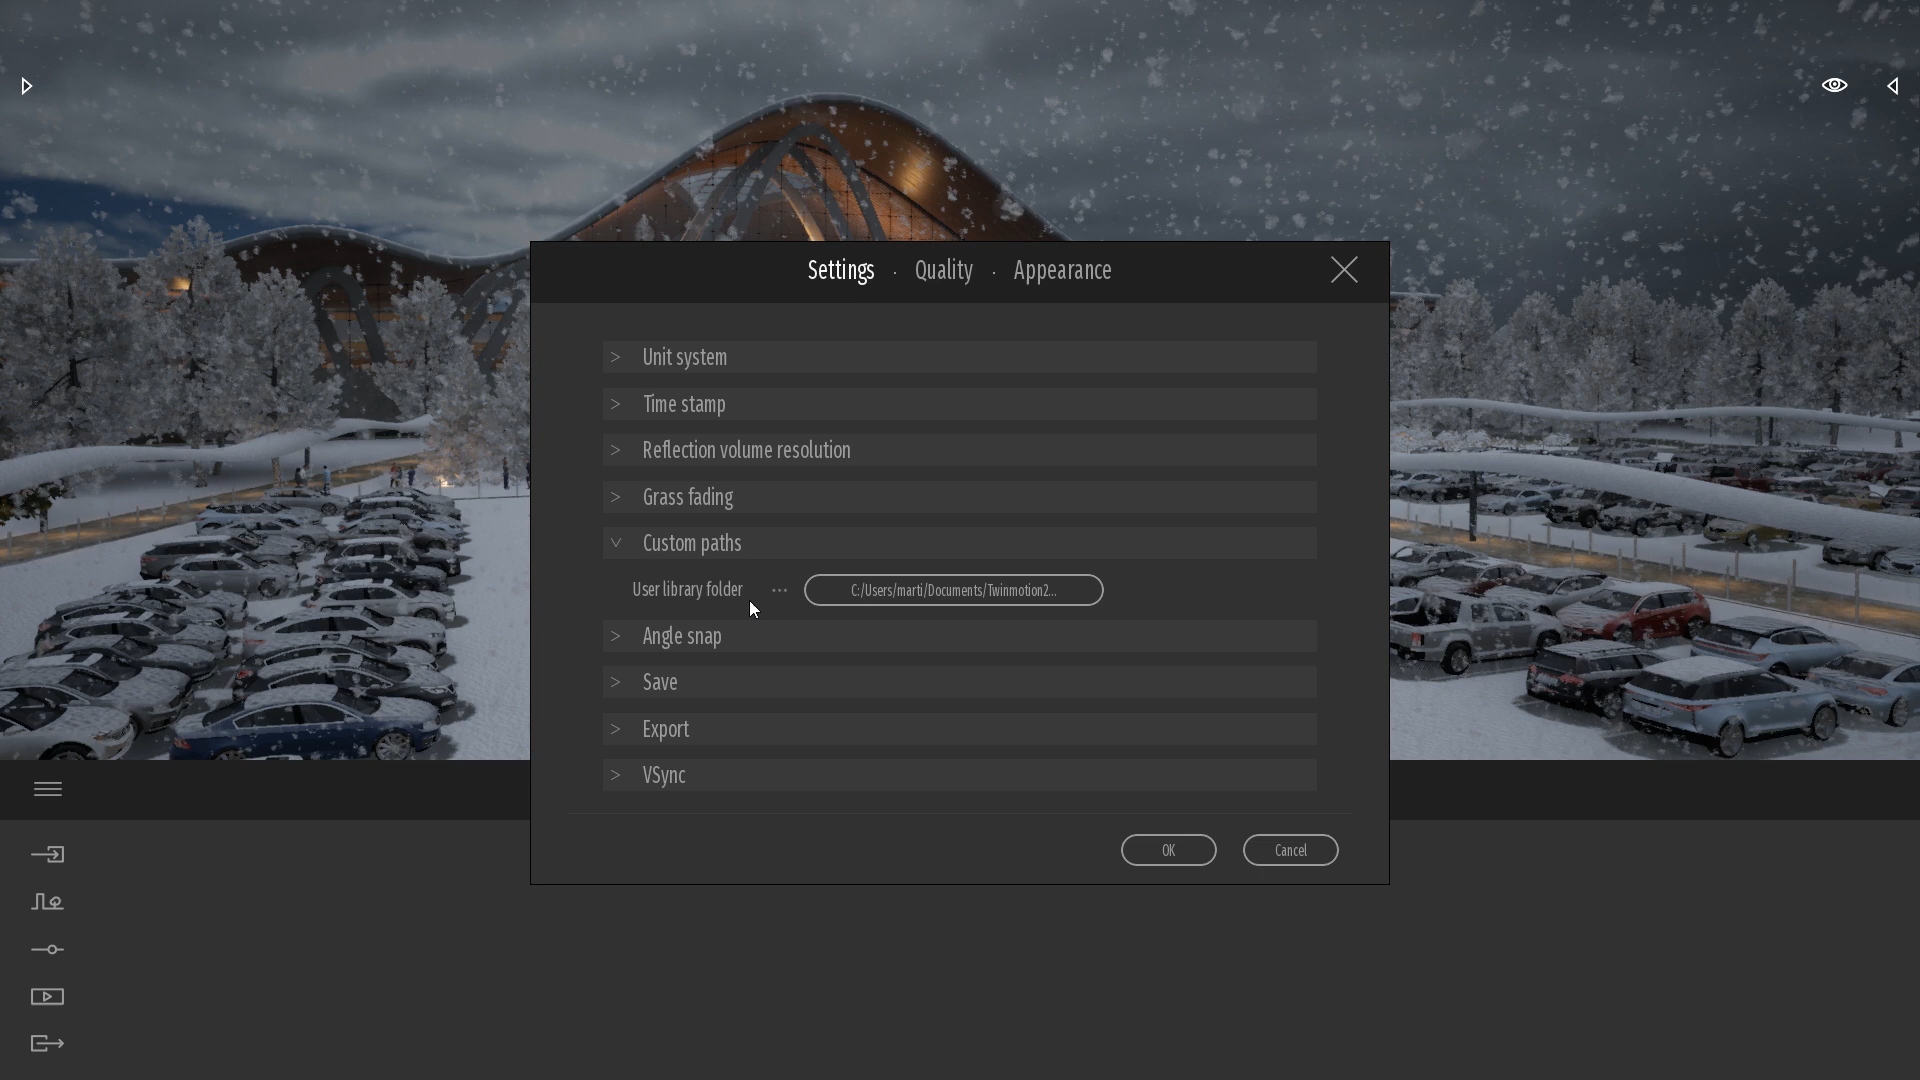 Settings · Quality · Appearance
> Unit system
> Time stamp
> Reflection volume resolution
> Grass fading
Custom paths
User library folder ... C:/Users/marti/Documents/Twinmotion2...
> Angle snap
> Save
> Export
> VSync
OK Cancel